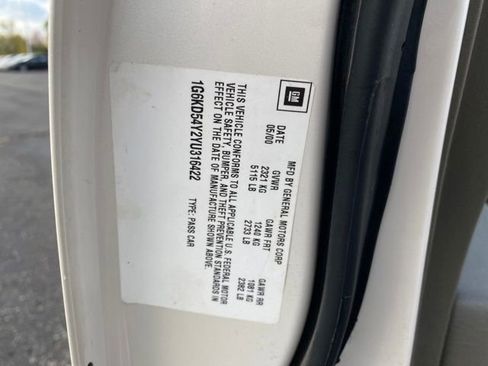 GM
MFD BY GENERAL MOTORS CORP
DATE GVWR GAWR FRT GAWR RR
05/00 2321 KG 1240 KG 1081 KG
5115 LB 2733 LB 2382 LB
THIS VEHICLE CONFORMS TO ALL APPLICABLE U.S. FEDERAL MOTOR
VEHICLE SAFETY, BUMPER, AND THEFT PREVENTION STANDARDS IN
EFFECT ON THE DATE OF MANUFACTURE SHOWN ABOVE.
1G6KD54Y2YU316422 TYPE: PASS CAR